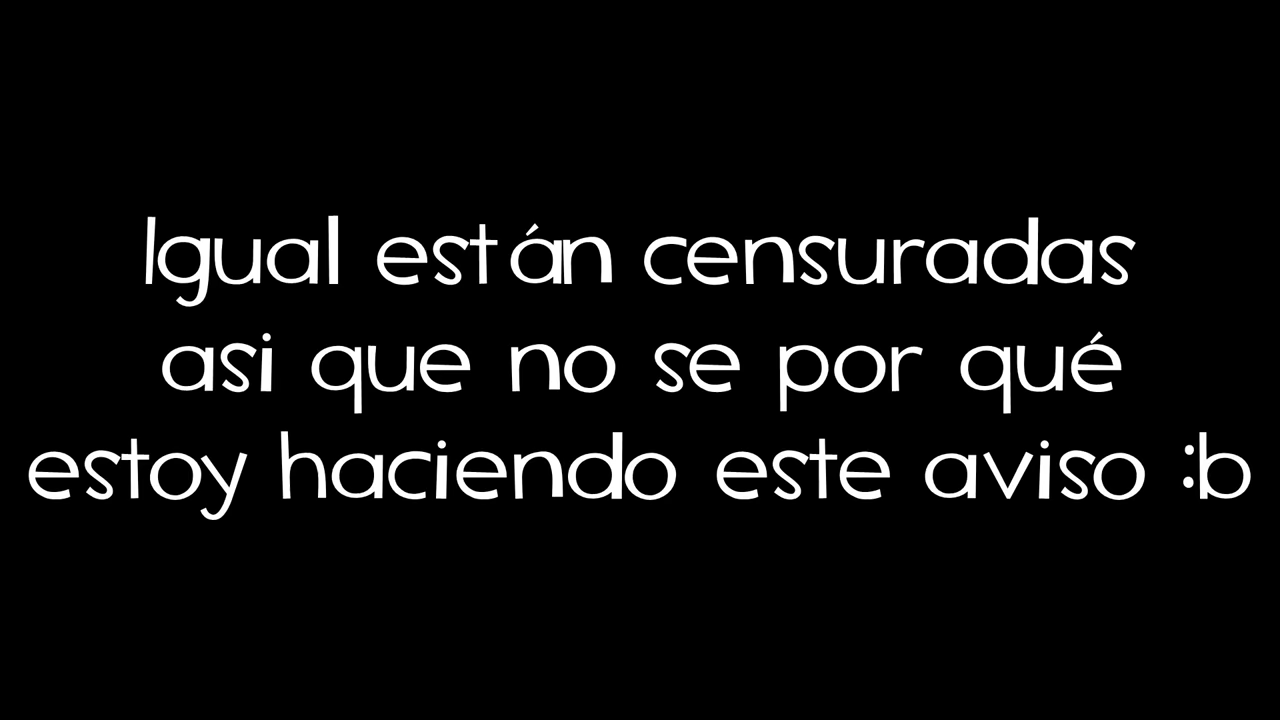 Igual están censuradas
asi que no se por qué
estoy haciendo este aviso :b